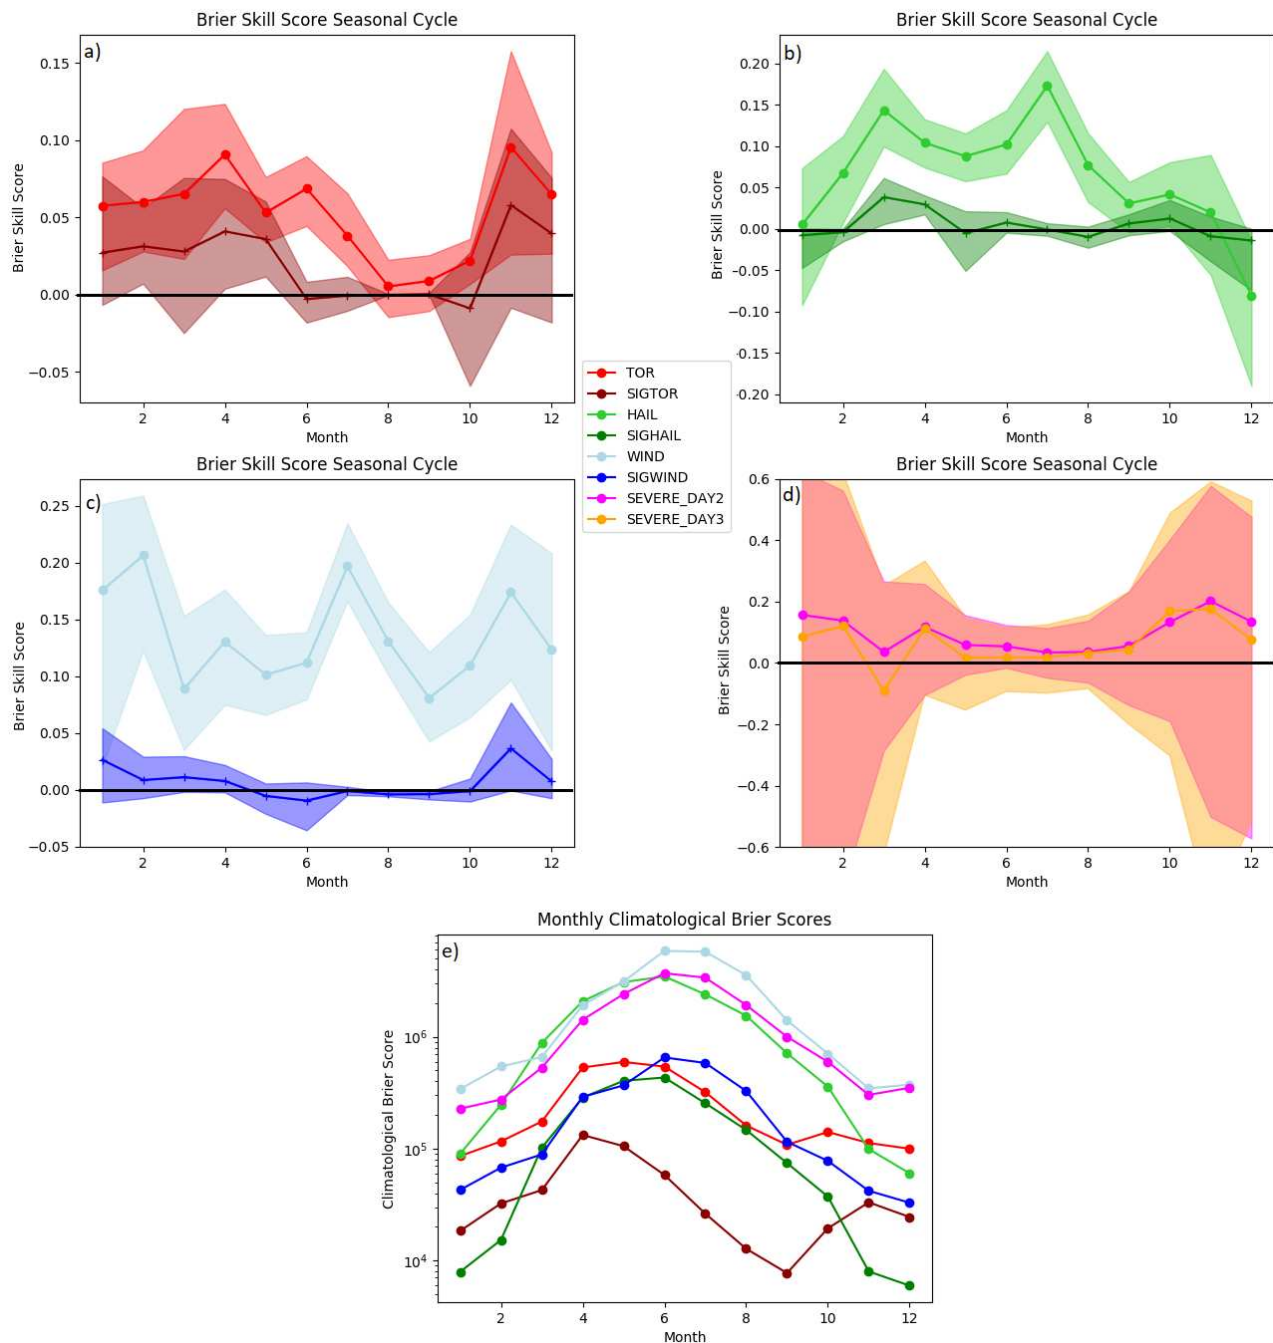 Brier Skill Score Seasonal Cycle
a)
0.15
0.10
0.05
0.00
−0.05
Brier Skill Score
2 4 6 8 10 12
Month
Brier Skill Score Seasonal Cycle
b)
0.20
0.15
0.10
0.05
0.00
−0.05
−0.10
-0.15
-0.20
Brier Skill Score
2 4 6 8 10 12
Month
TOR
SIGTOR
HAIL
SIGHAIL
WIND
SIGWIND
SEVERE_DAY2
SEVERE_DAY3
Brier Skill Score Seasonal Cycle
c)
0.25
0.20
0.15
0.10
0.05
0.00
−0.05
Brier Skill Score
2 4 6 8 10 12
Month
Brier Skill Score Seasonal Cycle
d)
0.6
0.4
0.2
0.0
−0.2
−0.4
−0.6
Brier Skill Score
2 4 6 8 10 12
Month
Monthly Climatological Brier Scores
e)
10⁶
10⁵
10⁴
Climatological Brier Score
2 4 6 8 10 12
Month